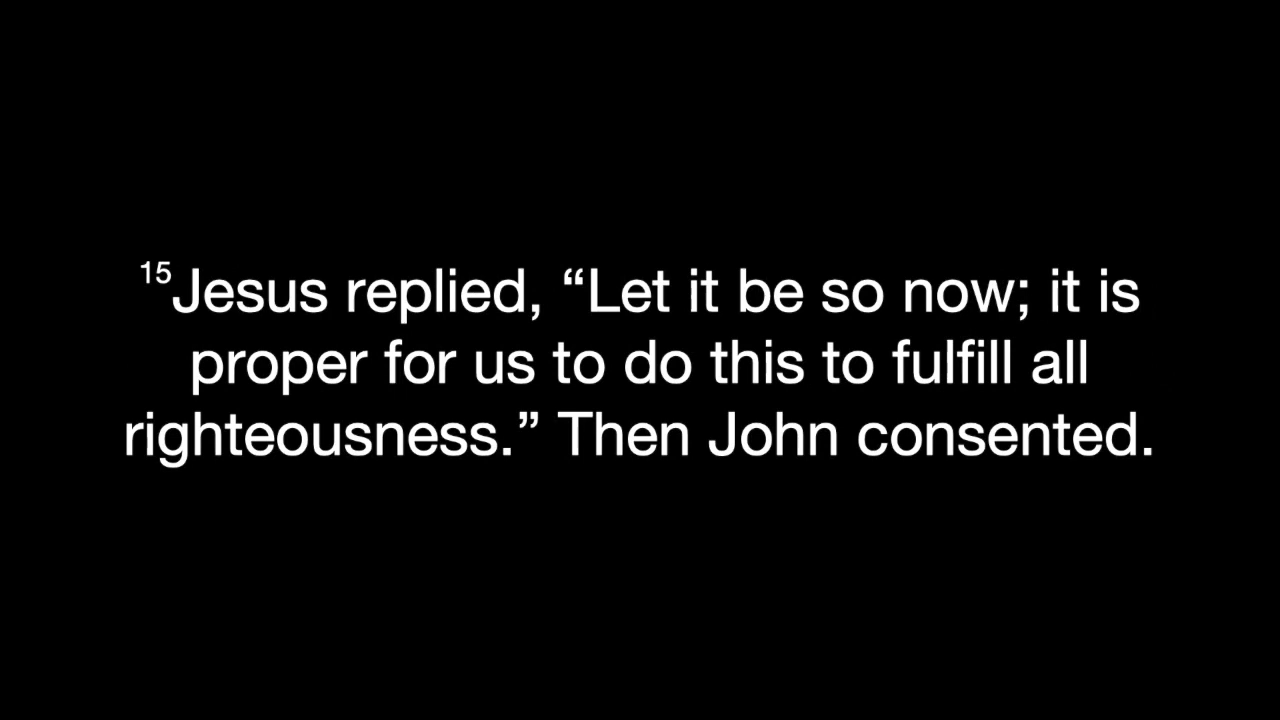 15Jesus replied, “Let it be so now; it is
proper for us to do this to fulfill all
righteousness.” Then John consented.